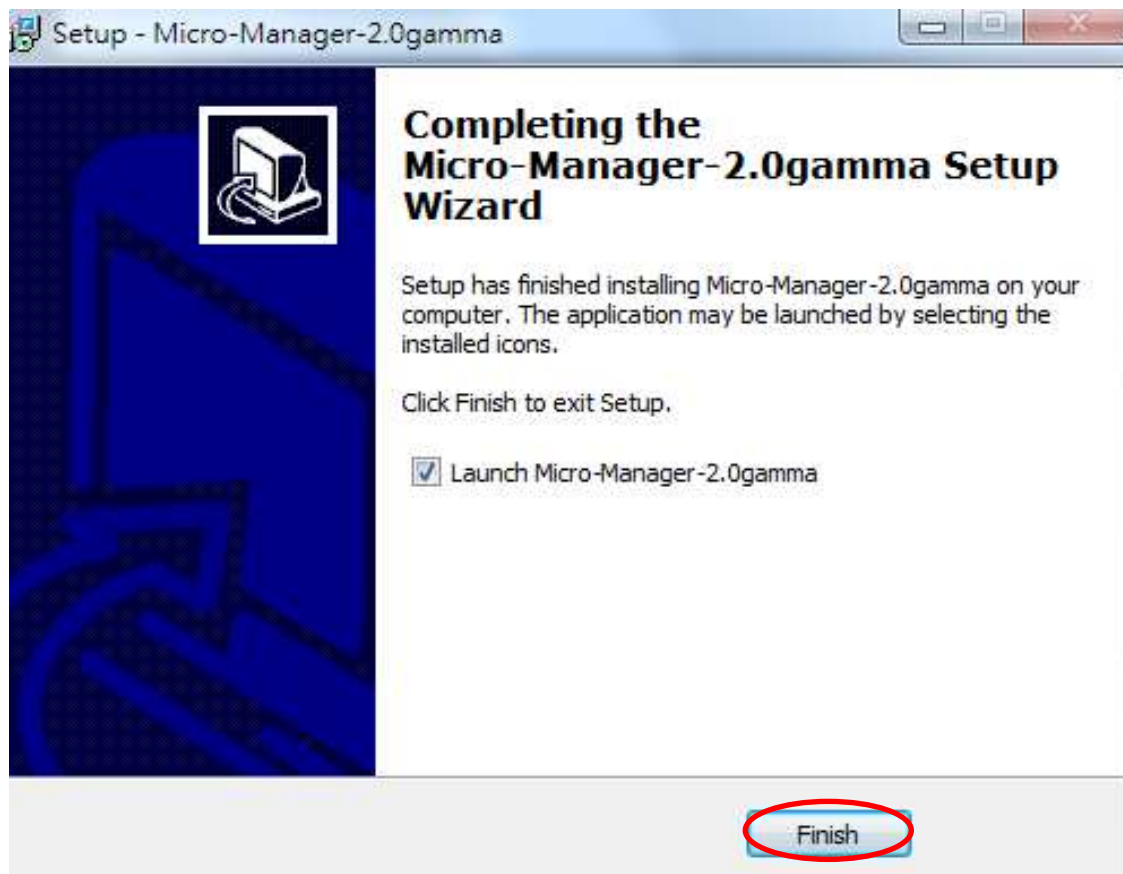 Setup - Micro-Manager-2.0gamma
Completing the
Micro-Manager-2.0gamma Setup
Wizard
Setup has finished installing Micro-Manager-2.0gamma on your
computer. The application may be launched by selecting the
installed icons.
Click Finish to exit Setup.
Launch Micro-Manager-2.0gamma
Finish